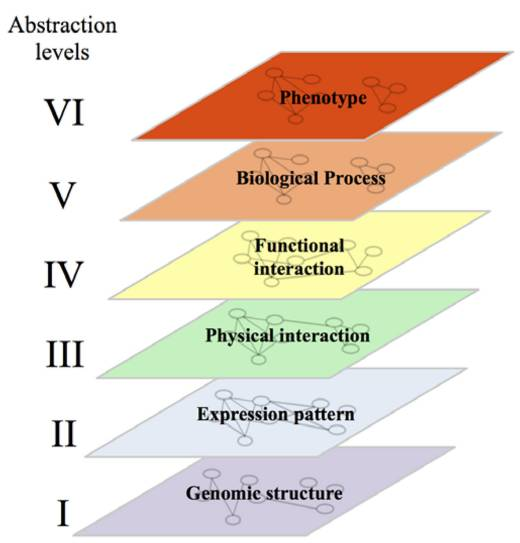 Abstraction
levels
VI
Phenotype
V
Biological Process
IV
Functional
interaction
III
Physical interaction
II
Expression pattern
I
Genomic structure